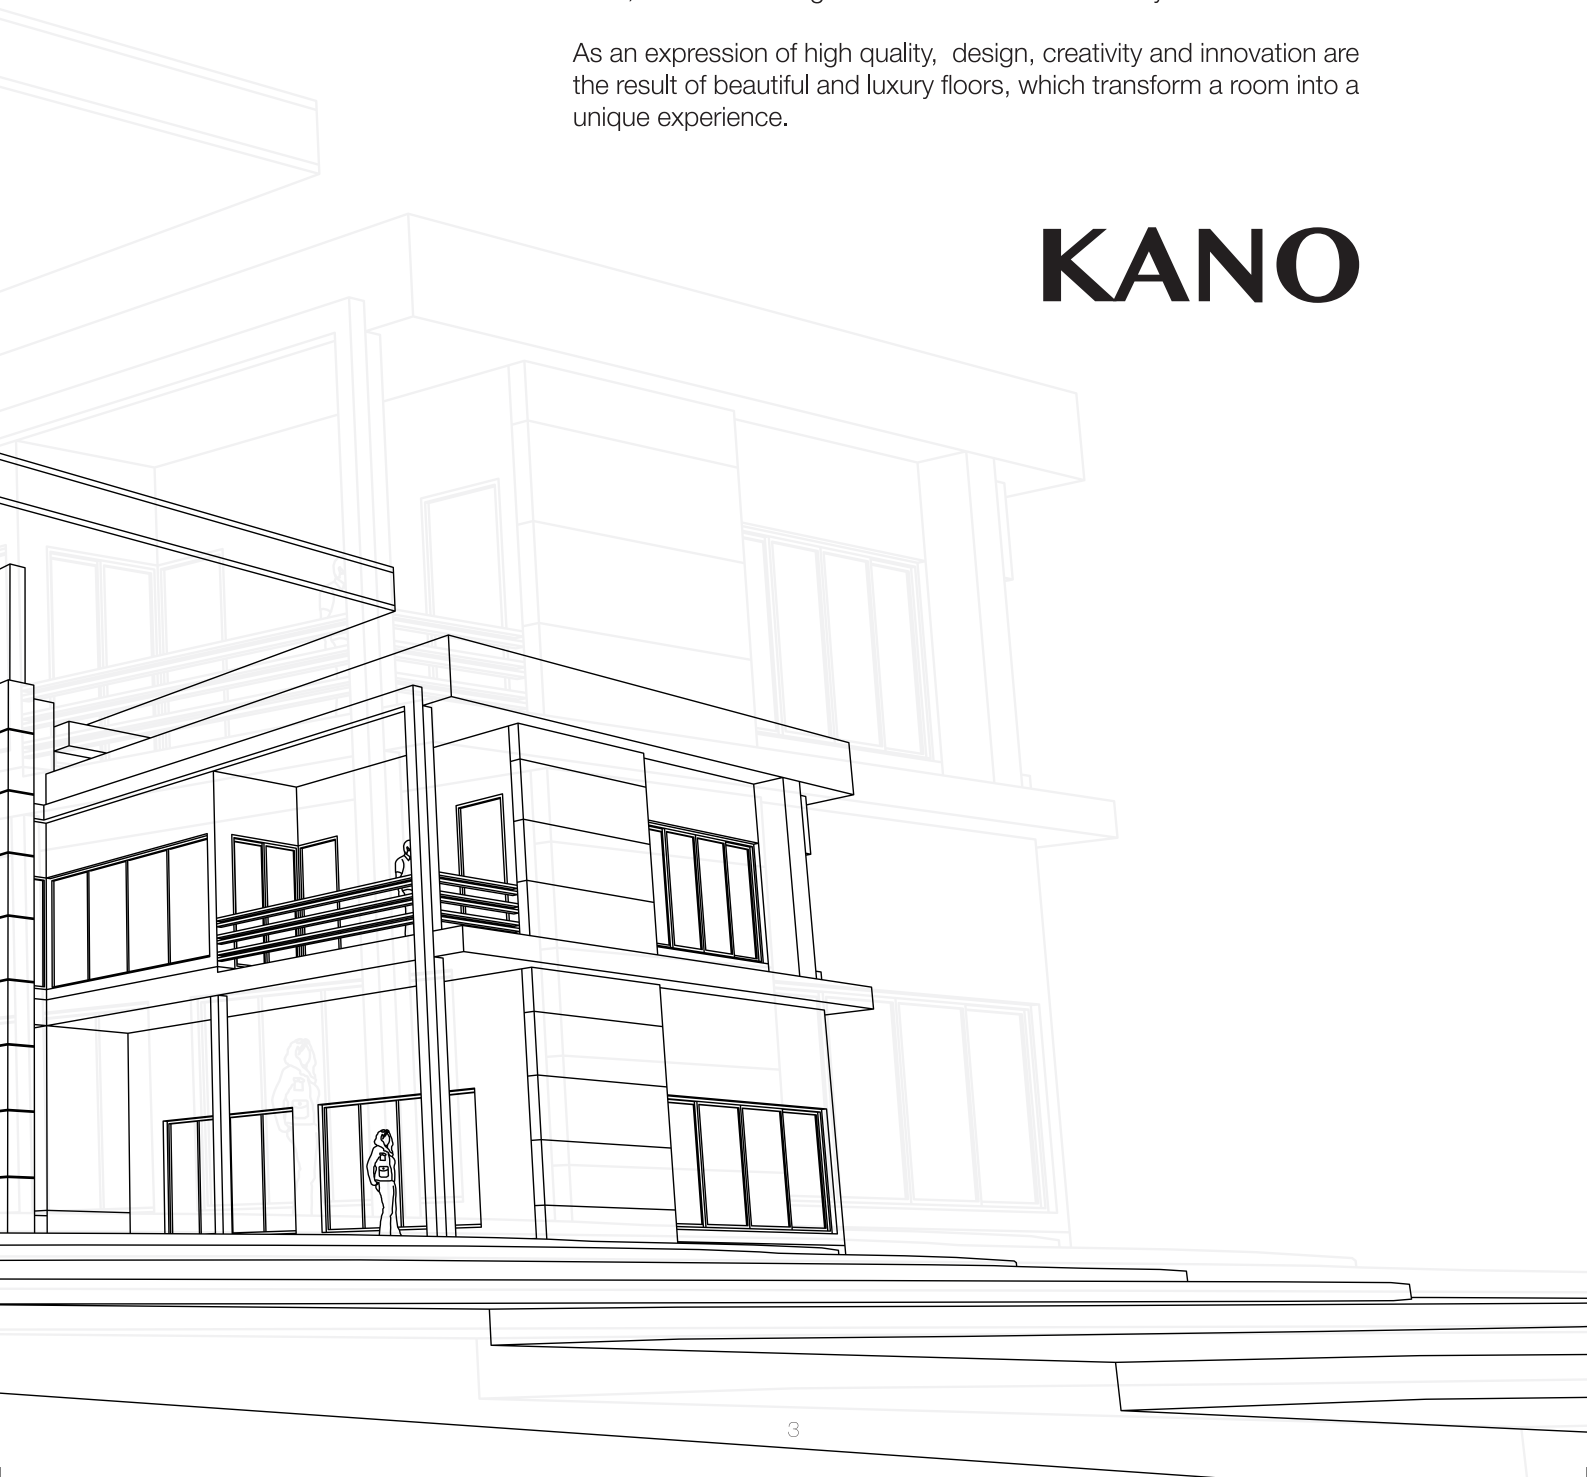 As an expression of high quality,  design, creativity and innovation are
the result of beautiful and luxury floors, which transform a room into a
unique experience.
KANO
3